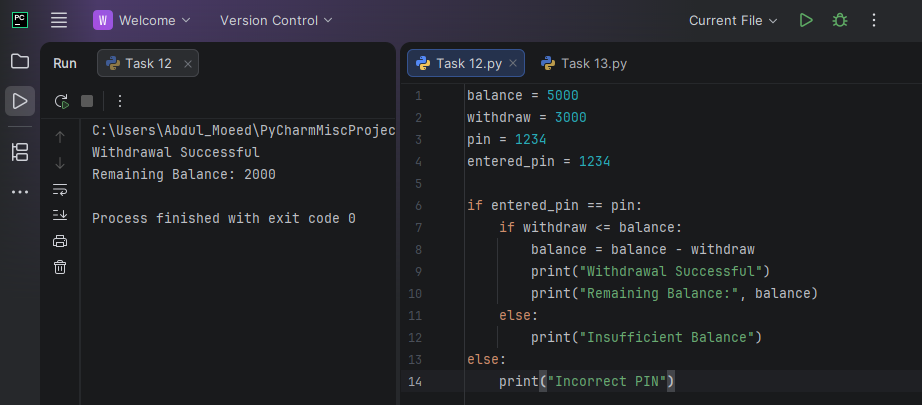 PC
W Welcome
Version Control
Current File
Run
Task 12
Task 12.py
Task 13.py
C:\Users\Abdul_Moeed\PyCharmMiscProjec
Withdrawal Successful
Remaining Balance: 2000
Process finished with exit code 0
1 balance = 5000
2 withdraw = 3000
3 pin = 1234
4 entered_pin = 1234
5
6 if entered_pin == pin:
7     if withdraw <= balance:
8         balance = balance - withdraw
9         print("Withdrawal Successful")
10         print("Remaining Balance:", balance)
11     else:
12         print("Insufficient Balance")
13 else:
14     print("Incorrect PIN")